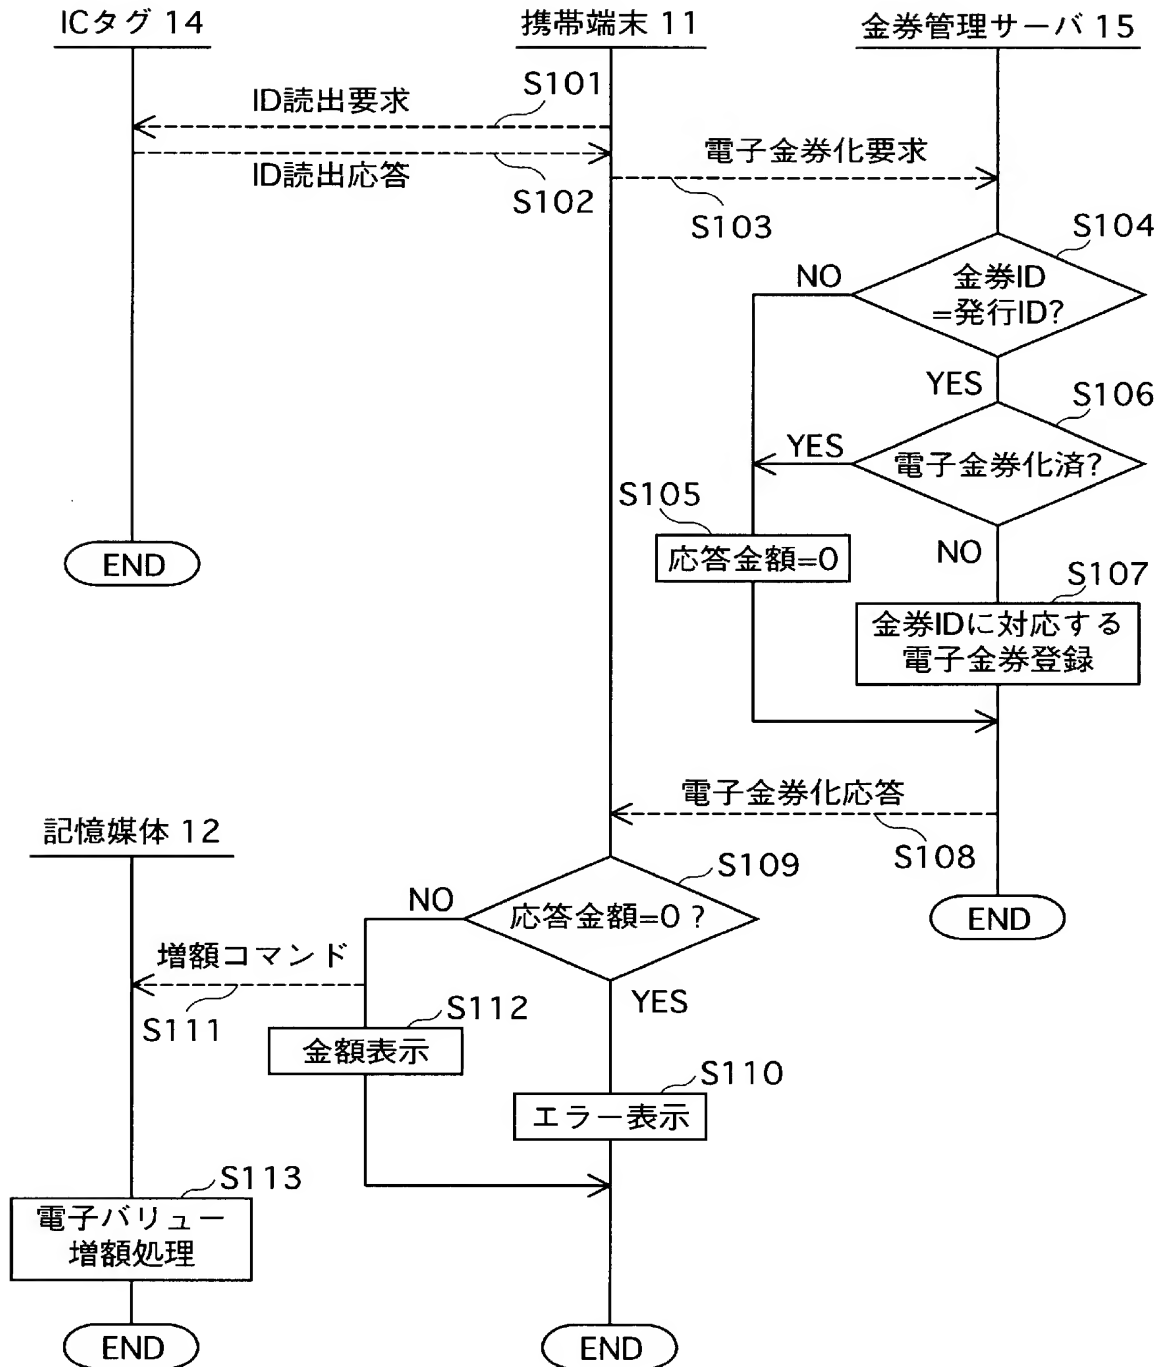 ICタグ 14
携帯端末 11
金券管理サーバ 15
S101
ID読出要求
電子金券化要求
ID読出応答
S102
S103
S104
NO
金券ID
=発行ID?
YES
S106
YES
電子金券化済?
S105
応答金額=0
NO
END
S107
金券IDに対応する
電子金券登録
電子金券化応答
S108
記憶媒体 12
S109
NO
応答金額=0 ?
END
増額コマンド
S111
YES
S112
金額表示
S110
エラー表示
S113
電子バリュー
増額処理
END
END